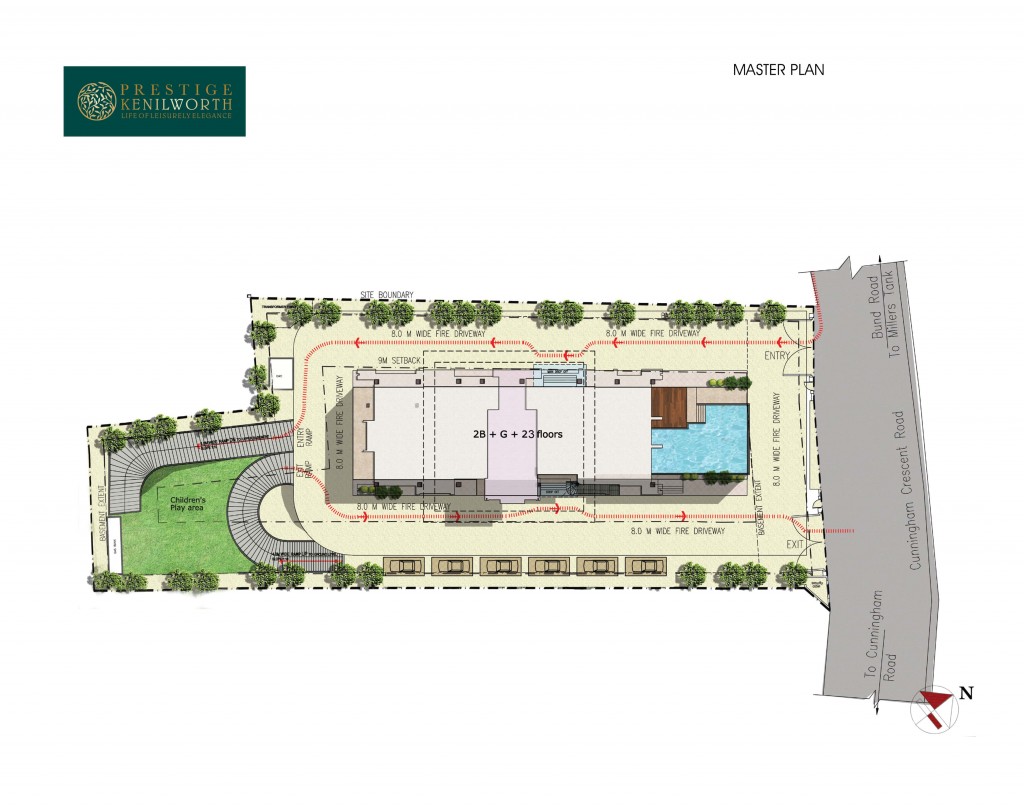 MASTER PLAN
PRESTIGE
KENILWORTH
LIFE OF LEISURELY ELEGANCE
SITE BOUNDARY
8.0 M WIDE FIRE DRIVEWAY
8.0 M WIDE FIRE DRIVEWAY
Bund Road
To Millers Tank
ENTRY
9M SETBACK
8.0 M WIDE FIRE DRIVEWAY
8.0 M WIDE FIRE DRIVEWAY
2B + G + 23 floors
ENTRY
RAMP
EXIT
RAMP
Cunningham Crescent Road
Children's
Play area
BASEMENT EXTENT
8.0 M WIDE FIRE DRIVEWAY
BASEMENT EXTENT
8.0 M WIDE FIRE DRIVEWAY
EXIT
To Cunningham
Road
N